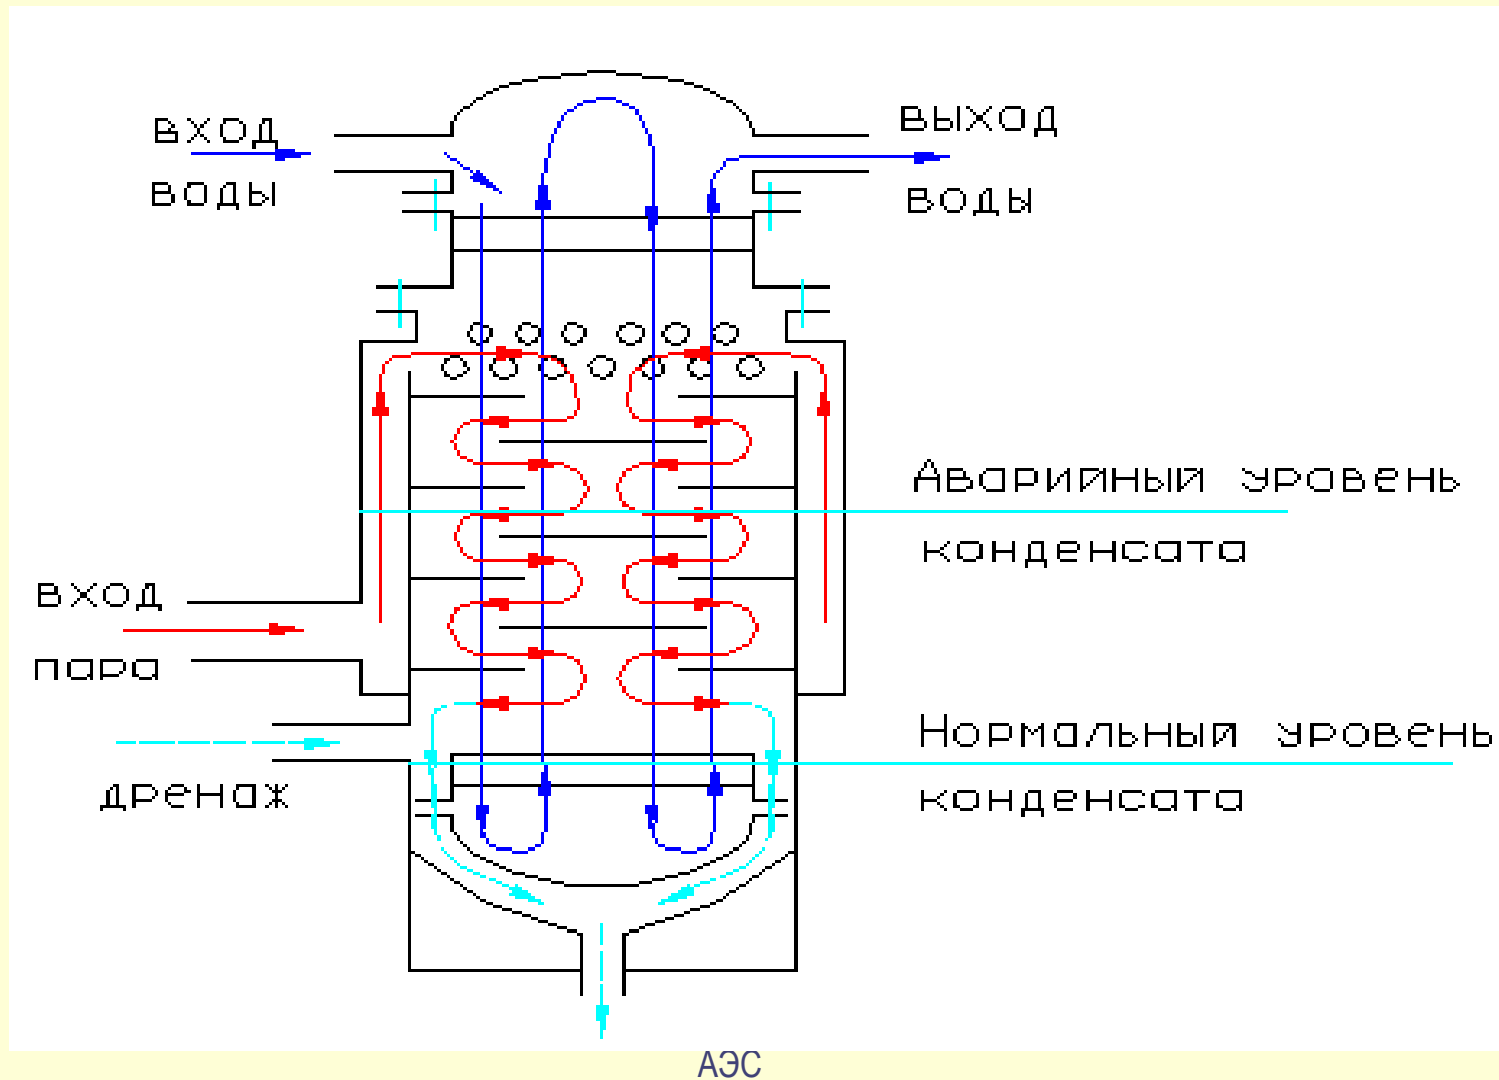 вход
воды
выход
воды
Аварийный уровень
конденсата
вход
пара
Нормальный уровень
конденсата
дренаж
АЭС